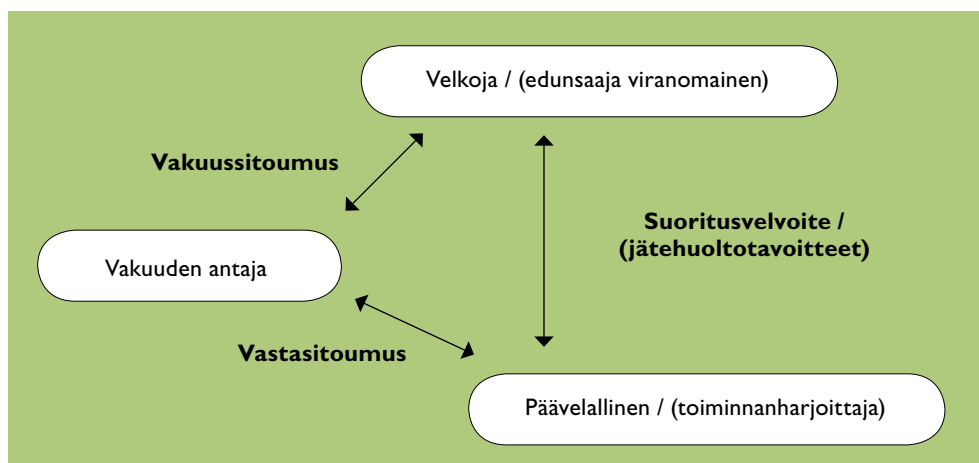 Velkoja / (edunsaaja viranomainen)
Vakuussitoumus
Suoritusvelvoite /
(jätehuoltotavoitteet)
Vakuuden antaja
Vastasitoumus
Päävelallinen / (toiminnanharjoittaja)